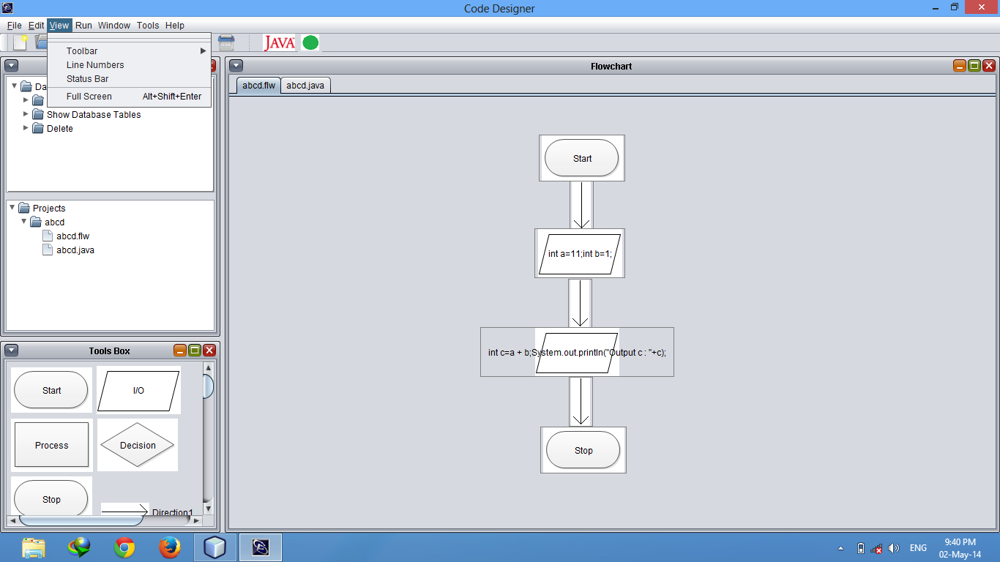 Code Designer
File Edit View Run Window Tools Help
JAVA
Toolbar
Line Numbers
Status Bar
Full Screen Alt+Shift+Enter
Da
Show Database Tables
Delete
Projects
abcd
abcd.flw
abcd.java
Tools Box
Start
I/O
Process
Decision
Stop
Direction1
Flowchart
abcd.flw abcd.java
Start
int a=11;int b=1;
int c=a + b;System.out.println("Output c : "+c);
Stop
ENG
9:40 PM
02-May-14